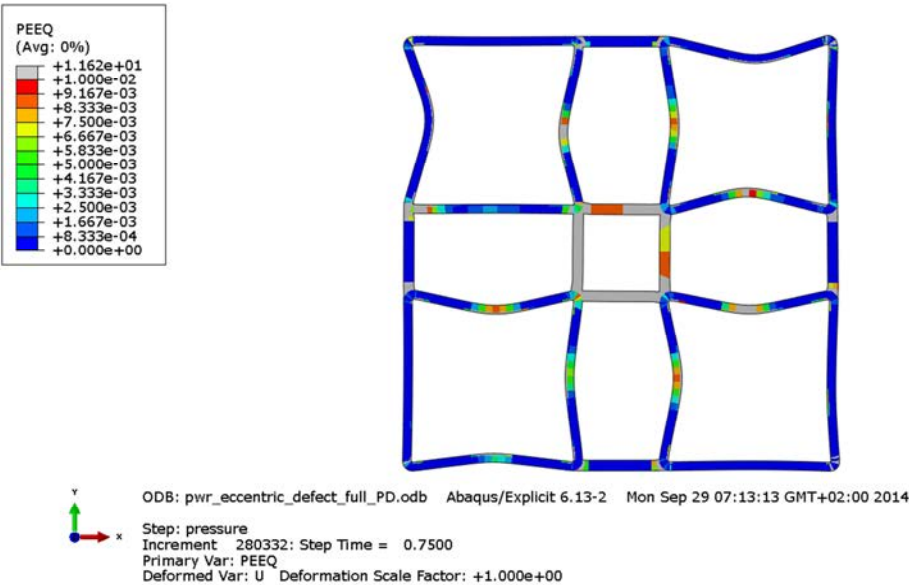 PEEQ
(Avg: 0%)
+1.162e+01
+1.000e-02
+9.167e-03
+8.333e-03
+7.500e-03
+6.667e-03
+5.833e-03
+5.000e-03
+4.167e-03
+3.333e-03
+2.500e-03
+1.667e-03
+8.333e-04
+0.000e+00
Y
X
ODB: pwr_eccentric_defect_full_PD.odb Abaqus/Explicit 6.13-2 Mon Sep 29 07:13:13 GMT+02:00 2014
Step: pressure
Increment 280332: Step Time = 0.7500
Primary Var: PEEQ
Deformed Var: U Deformation Scale Factor: +1.000e+00